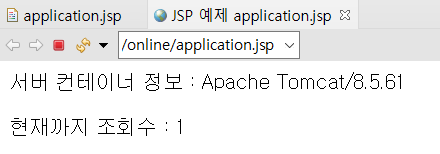 application.jsp
JSP 예제 application.jsp
/online/application.jsp
서버 컨테이너 정보 : Apache Tomcat/8.5.61
현재까지 조회수 : 1